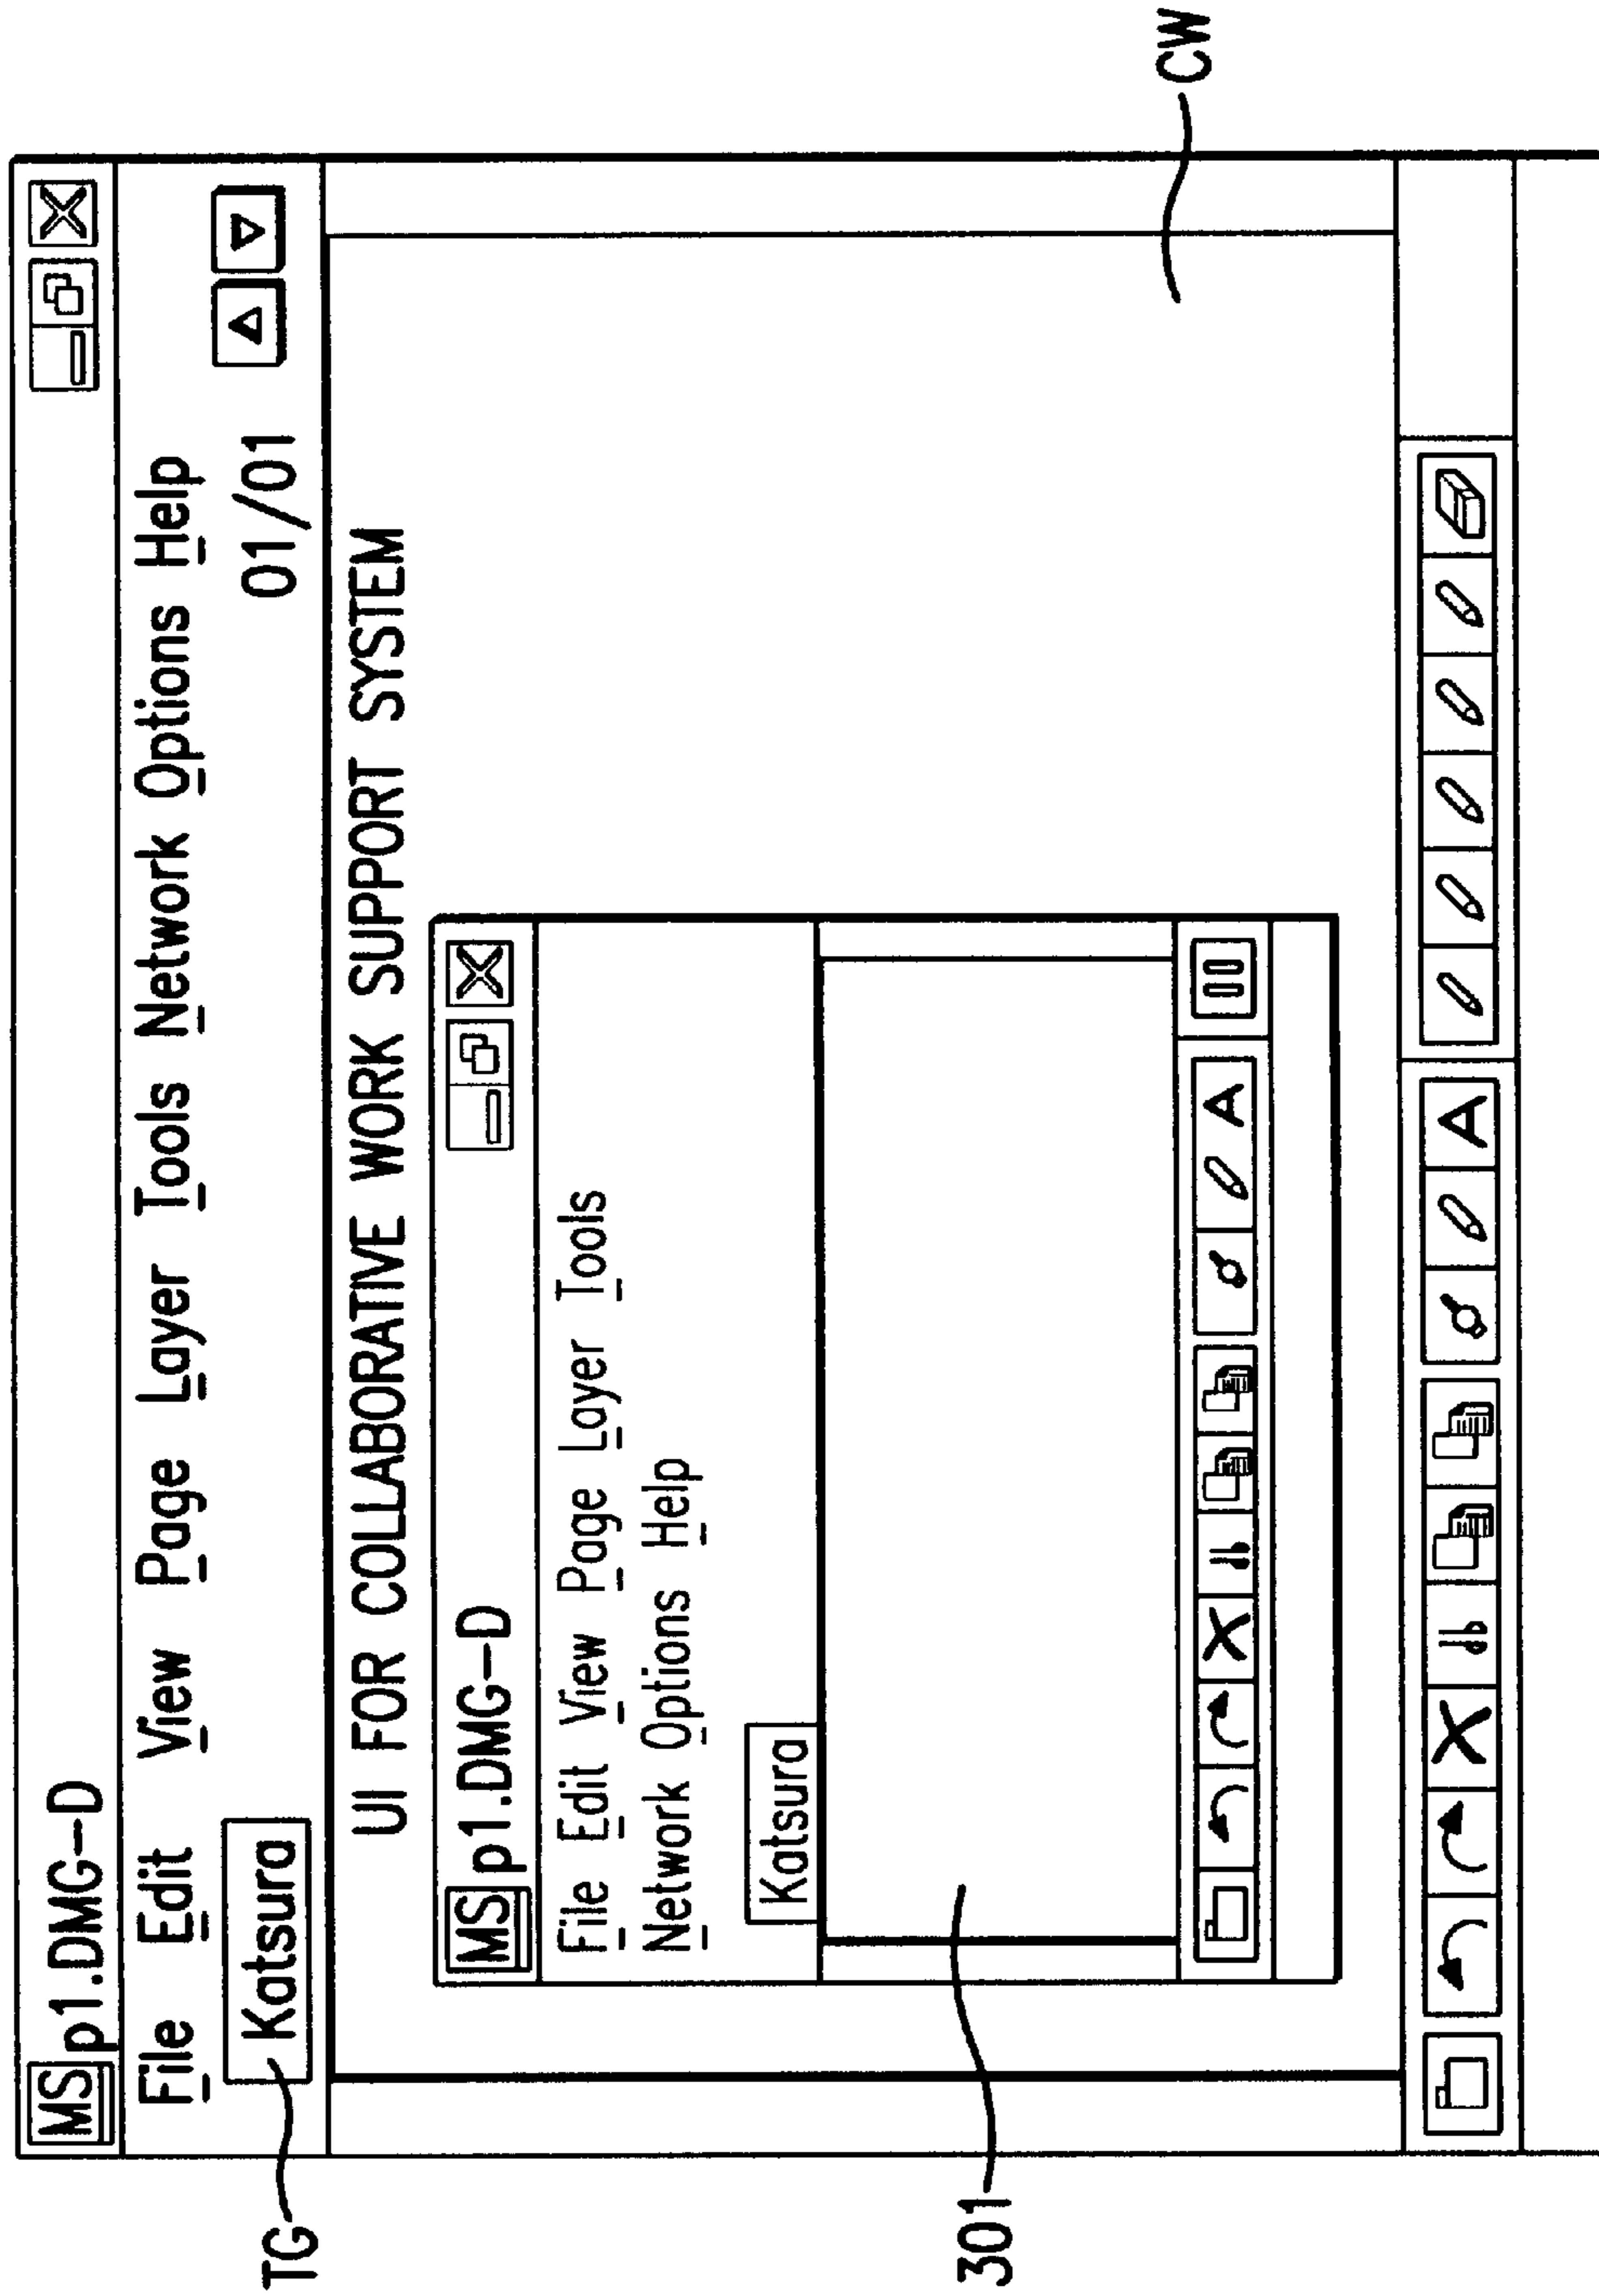 MS p1.DMG-D
File Edit View Page Layer Tools Network Options Help
TG Katsura 01/01
UI FOR COLLABORATIVE WORK SUPPORT SYSTEM
MS p1.DMG-D
File Edit View Page Layer Tools
Network Options Help
Katsura
301
A
A
CW